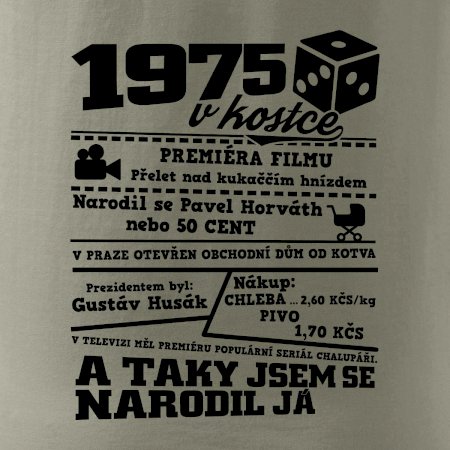 1975
v kostce
PREMIÉRA FILMU
Přelet nad kukaččím hnízdem
Narodil se Pavel Horváth
nebo 50 CENT
V PRAZE OTEVŘEN OBCHODNÍ DŮM OD KOTVA
Prezidentem byl:
Gustáv Husák
Nákup:
CHLEBA ... 2,60 KČS/kg
PIVO
1,70 KČS
V TELEVIZI MĚL PREMIÉRU POPULÁRNÍ SERIÁL CHALUPÁŘI.
A TAKY JSEM SE
NARODIL JÁ